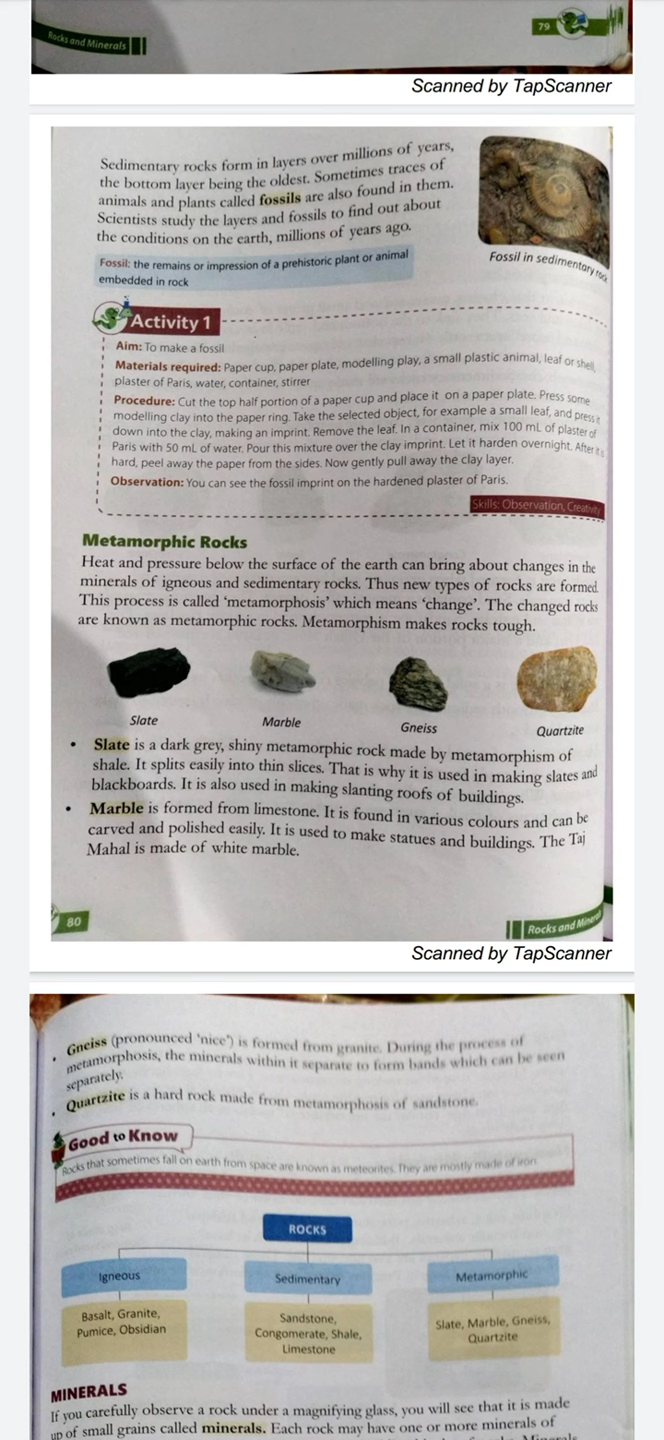 Rocks and Minerals
79
Scanned by TapScanner
Sedimentary rocks form in layers over millions of years,
the bottom layer being the oldest. Sometimes traces of
animals and plants called fossils are also found in them.
Scientists study the layers and fossils to find out about
the conditions on the earth, millions of years ago.
Fossil: the remains or impression of a prehistoric plant or animal
embedded in rock
Fossil in sedimentary rock
Activity 1
Aim: To make a fossil
Materials required: Paper cup, paper plate, modelling play, a small plastic animal, leaf or shell,
plaster of Paris, water, container, stirrer
Procedure: Cut the top half portion of a paper cup and place it on a paper plate. Press some
modelling clay into the paper ring. Take the selected object, for example a small leaf, and press it
down into the clay, making an imprint. Remove the leaf. In a container, mix 100 mL of plaster of
Paris with 50 mL of water. Pour this mixture over the clay imprint. Let it harden overnight. After it is
hard, peel away the paper from the sides. Now gently pull away the clay layer.
Observation: You can see the fossil imprint on the hardened plaster of Paris.
Skills: Observation, Creativity
Metamorphic Rocks
Heat and pressure below the surface of the earth can bring about changes in the
minerals of igneous and sedimentary rocks. Thus new types of rocks are formed.
This process is called 'metamorphosis' which means 'change'. The changed rocks
are known as metamorphic rocks. Metamorphism makes rocks tough.
Slate
Marble
Gneiss
Quartzite
• Slate is a dark grey, shiny metamorphic rock made by metamorphism of
shale. It splits easily into thin slices. That is why it is used in making slates and
blackboards. It is also used in making slanting roofs of buildings.
• Marble is formed from limestone. It is found in various colours and can be
carved and polished easily. It is used to make statues and buildings. The Taj
Mahal is made of white marble.
80
Rocks and Minerals
Scanned by TapScanner
• Gneiss (pronounced 'nice') is formed from granite. During the process of
metamorphosis, the minerals within it separate to form bands which can be seen
separately.
• Quartzite is a hard rock made from metamorphosis of sandstone.
Good to Know
Rocks that sometimes fall on earth from space are known as meteorites. They are mostly made of iron.
ROCKS
Igneous
Sedimentary
Metamorphic
Basalt, Granite,
Pumice, Obsidian
Sandstone,
Congomerate, Shale,
Limestone
Slate, Marble, Gneiss,
Quartzite
MINERALS
If you carefully observe a rock under a magnifying glass, you will see that it is made
up of small grains called minerals. Each rock may have one or more minerals of